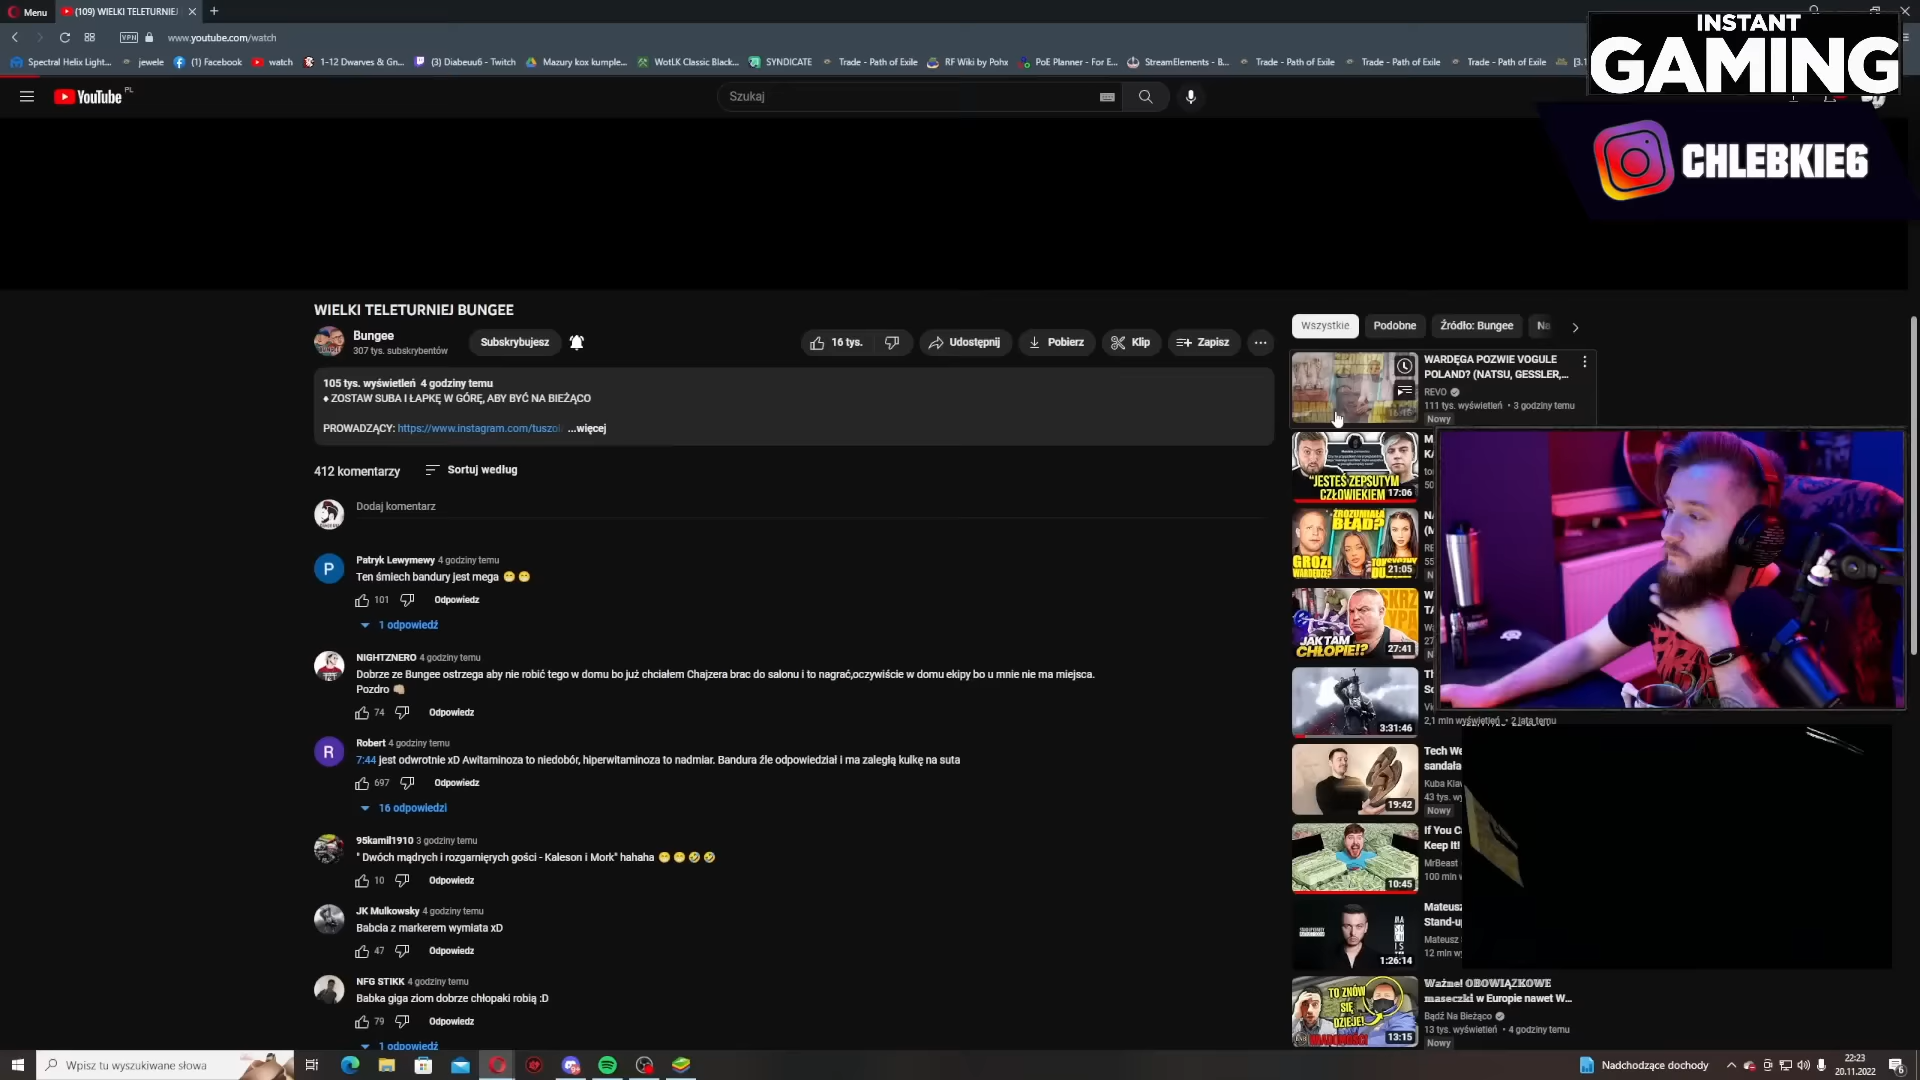 Menu
(109) WIELKI TELETURNIEJ
VPN
www.youtube.com/watch
Spectral Helix Light...
jewele
(1) Facebook
watch
1-12 Dwarves & Gn...
(3) Diabeuu6 - Twitch
Mazury kox kumple...
WotLK Classic Black...
SYNDICATE
Trade - Path of Exile
RF Wiki by Pohx
PoE Planner - For E...
StreamElements - B...
Trade - Path of Exile
Trade - Path of Exile
Trade - Path of Exile
INSTANT
GAMING
CHLEBKIE6
YouTube PL
Szukaj
WIELKI TELETURNIEJ BUNGEE
Bungee
307 tys. subskrybentów
Subskrybujesz
16 tys.
Udostępnij
Pobierz
Klip
Zapisz
105 tys. wyświetleń 4 godziny temu
♦ ZOSTAW SUBA I ŁAPKĘ W GÓRĘ, ABY BYĆ NA BIEŻĄCO
PROWADZĄCY: https://www.instagram.com/tuszol ...więcej
412 komentarzy
Sortuj według
Dodaj komentarz
Patryk Lewymewy 4 godziny temu
Ten śmiech bandury jest mega 😁 😁
101
Odpowiedz
1 odpowiedź
NIGHTZNERO 4 godziny temu
Dobrze ze Bungee ostrzega aby nie robić tego w domu bo już chciałem Chajzera brac do salonu i to nagrać,oczywiście w domu ekipy bo u mnie nie ma miejsca.
Pozdro 👊🏼
74
Odpowiedz
Robert 4 godziny temu
7:44 jest odwrotnie xD Awitaminoza to niedobór, hiperwitaminoza to nadmiar. Bandura źle odpowiedział i ma zaległą kulkę na suta
697
Odpowiedz
16 odpowiedzi
95kamil1910 3 godziny temu
" Dwóch mądrych i rozgarniętych gości - Kaleson i Mork" hahaha 😁😁🤣🤣
10
Odpowiedz
JK Mulkowsky 4 godziny temu
Babcia z markerem wymiata xD
47
Odpowiedz
NFG STIKK 4 godziny temu
Babka giga ziom dobrze chłopaki robią :D
79
Odpowiedz
1 odpowiedź
Wszystkie
Podobne
Źródło: Bungee
Na
WARDĘGA POZWIE VOGULE
POLAND? (NATSU, GESSLER,...
REVO
111 tys. wyświetleń • 3 godziny temu
Nowy
"JESTEŚ ZEPSUTYM
CZŁOWIEKIEM
17:06
ZROZUMIAŁA
BŁĄD?
GROZI
21:05
JAK TAM
CHŁOPIE!?
27:41
3:31:46
2,1 mln wyświetleń • 2 lata temu
Tech We
sandała
Kuba Kla
43 tys. wy
Nowy
19:42
If You C
Keep It!
MrBeast
100 mln w
10:45
Mateusz
Stand-u
Mateusz
12 mln wy
1:26:14
TO ZNÓW
SIĘ
DZIEJE!
13:15
Ważne! OBOWIĄZKOWE
maseczki w Europie nawet W...
Bądź Na Bieżąco
13 tys. wyświetleń • 4 godziny temu
Nowy
Wpisz tu wyszukiwane słowa
Nadchodzące dochody
22:23
20.11.2022